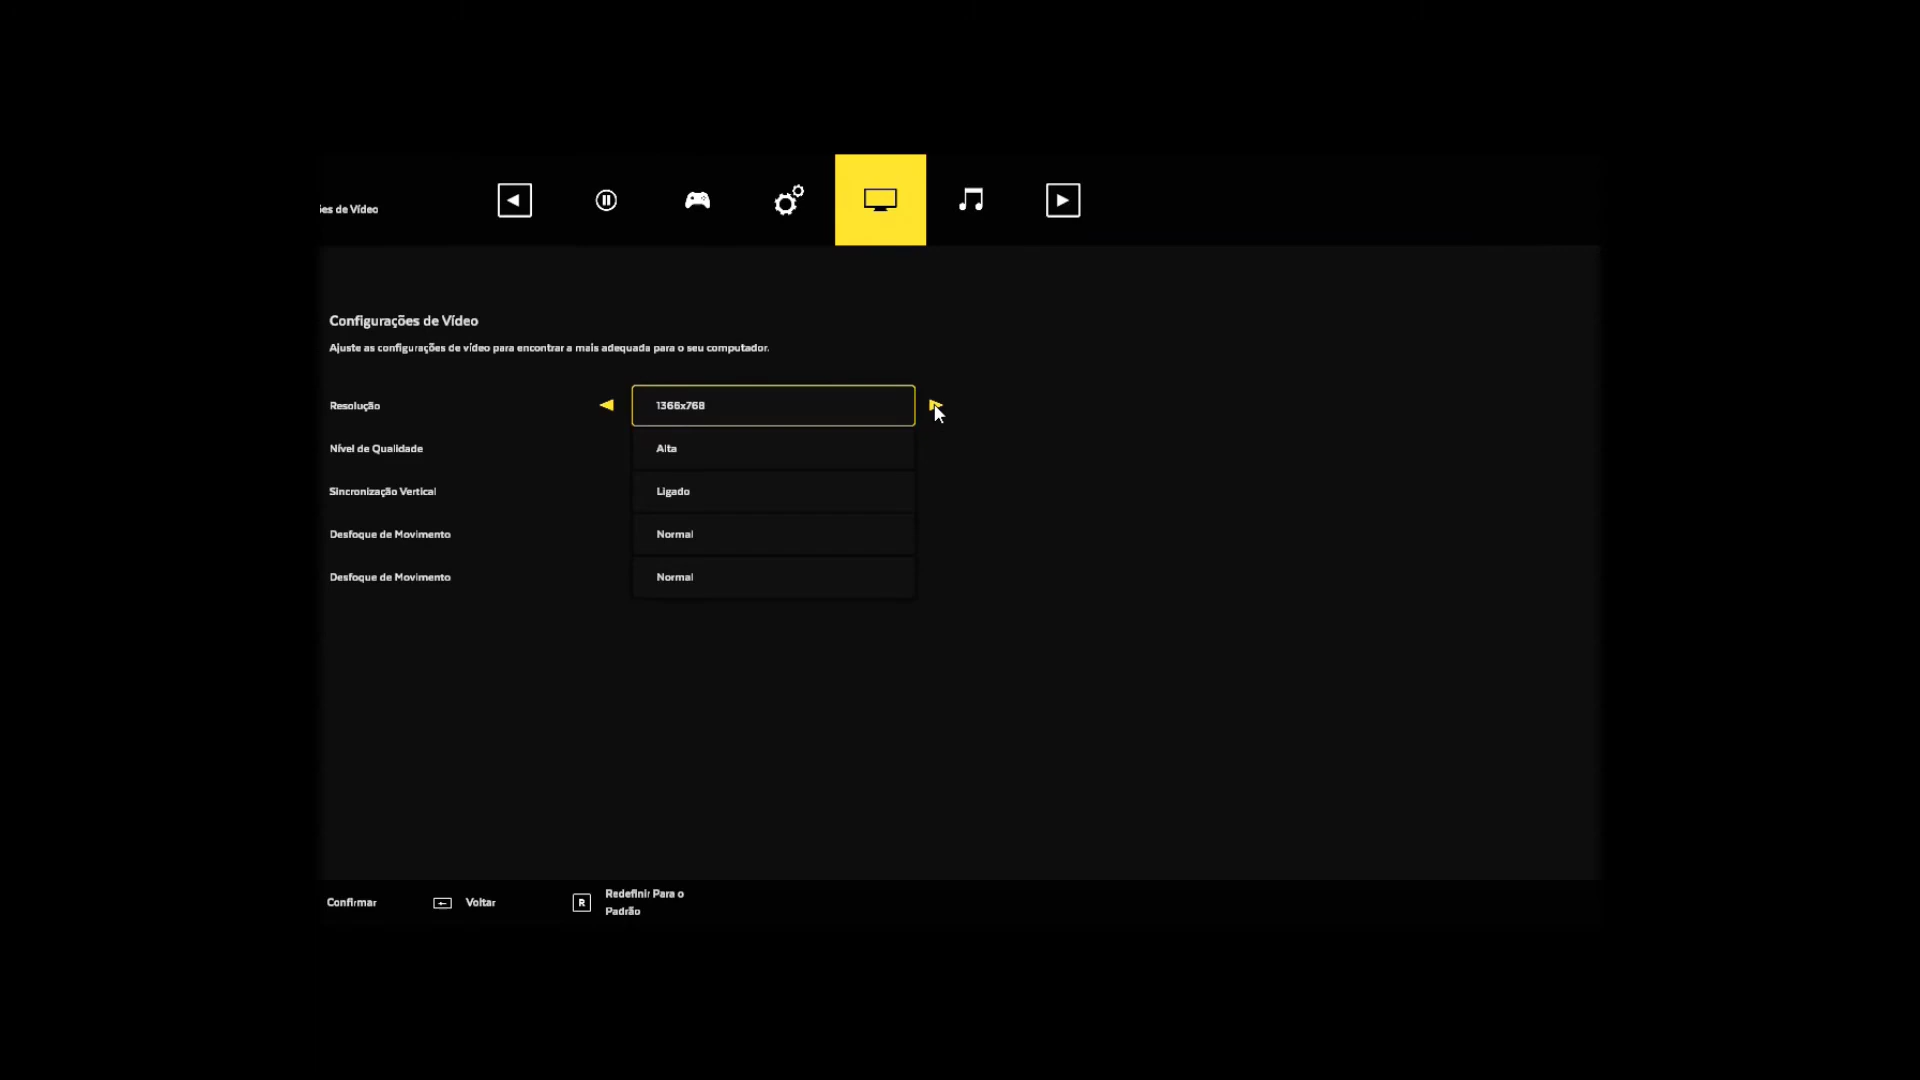 ões de Vídeo
Configurações de Vídeo
Ajuste as configurações de vídeo para encontrar a mais adequada para o seu computador.
Resolução
1366x768
Nível de Qualidade
Alta
Sincronização Vertical
Ligado
Desfoque de Movimento
Normal
Desfoque de Movimento
Normal
Confirmar
Voltar
R
Redefinir Para o
Padrão